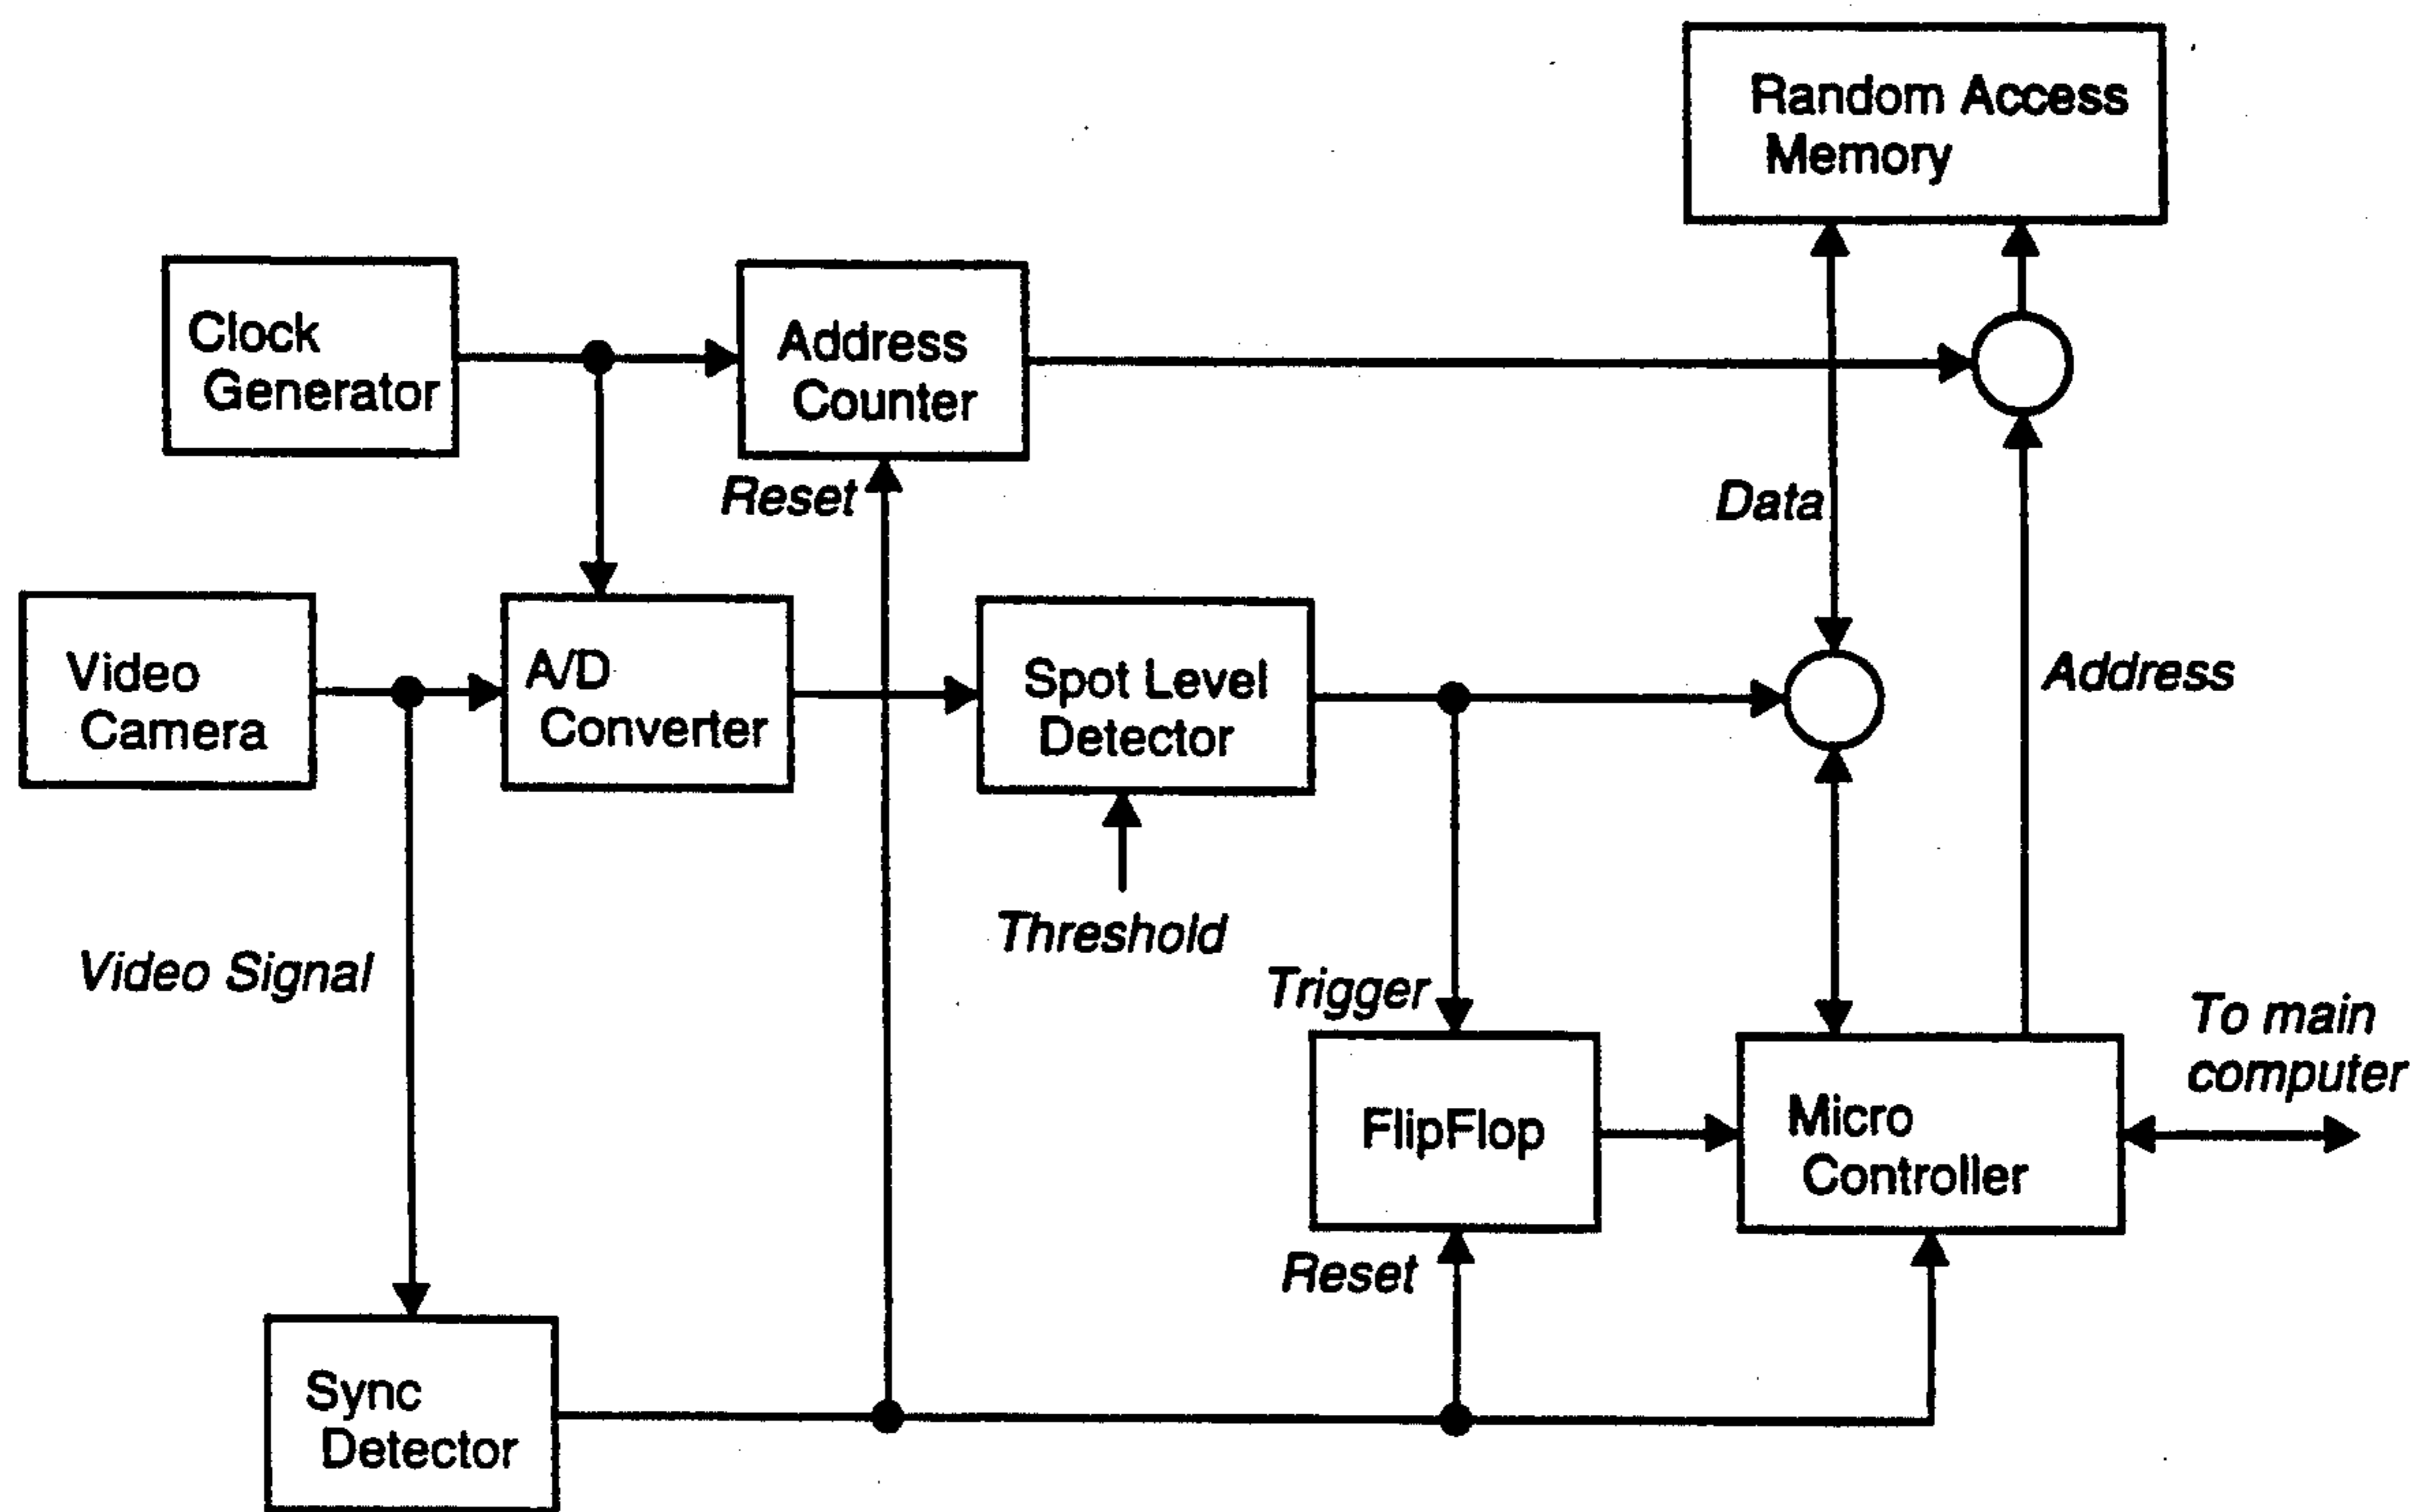 Random Access
Memory
Clock
Generator
Address
Counter
Reset
Data
Video
Camera
A/D
Converter
Spot Level
Detector
Address
Threshold
Video Signal
Trigger
To main
computer
FlipFlop
Micro
Controller
Reset
Sync
Detector